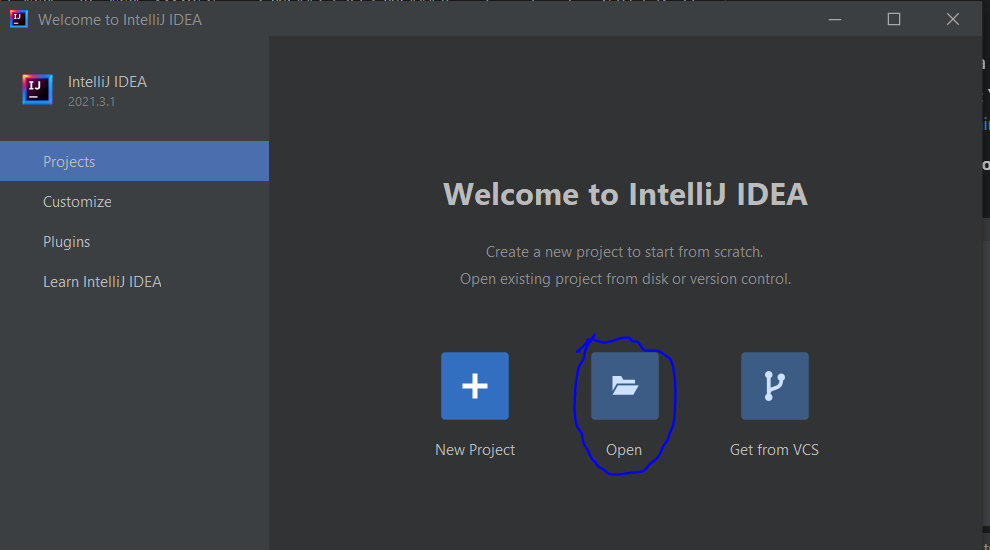 Welcome to IntelliJ IDEA
IJ
IntelliJ IDEA
2021.3.1
Projects
Customize
Plugins
Learn IntelliJ IDEA
Welcome to IntelliJ IDEA
Create a new project to start from scratch.
Open existing project from disk or version control.
New Project
Open
Get from VCS